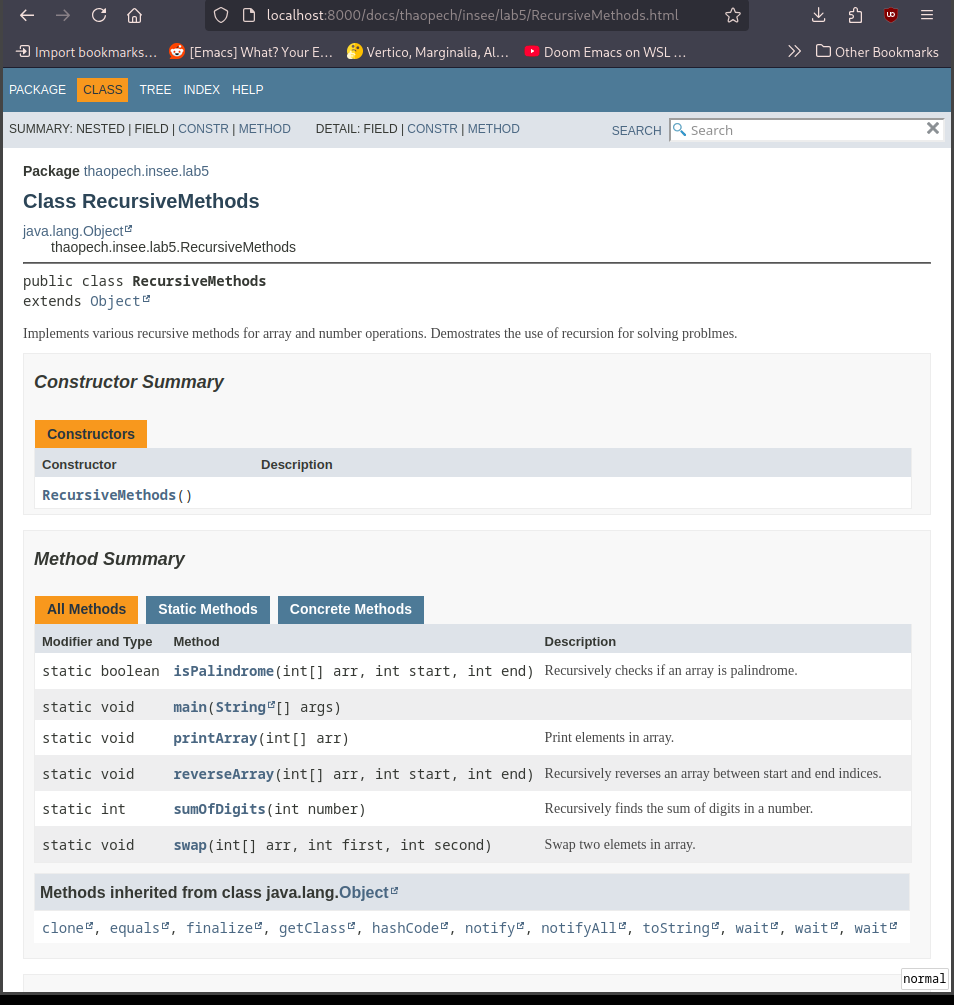 localhost:8000/docs/thaopech/insee/lab5/RecursiveMethods.html
Import bookmarks... [Emacs] What? Your E... Vertico, Marginalia, Al... Doom Emacs on WSL ... Other Bookmarks
PACKAGE CLASS TREE INDEX HELP
SUMMARY: NESTED | FIELD | CONSTR | METHOD DETAIL: FIELD | CONSTR | METHOD SEARCH Search
Package thaopech.insee.lab5
Class RecursiveMethods
java.lang.Object
thaopech.insee.lab5.RecursiveMethods
public class RecursiveMethods
extends Object
Implements various recursive methods for array and number operations. Demostrates the use of recursion for solving problmes.
Constructor Summary
Constructors
Constructor Description
RecursiveMethods()
Method Summary
All Methods Static Methods Concrete Methods
Modifier and Type Method Description
static boolean isPalindrome(int[] arr, int start, int end) Recursively checks if an array is palindrome.
static void main(String[] args)
static void printArray(int[] arr) Print elements in array.
static void reverseArray(int[] arr, int start, int end) Recursively reverses an array between start and end indices.
static int sumOfDigits(int number) Recursively finds the sum of digits in a number.
static void swap(int[] arr, int first, int second) Swap two elemets in array.
Methods inherited from class java.lang.Object
clone, equals, finalize, getClass, hashCode, notify, notifyAll, toString, wait, wait, wait
normal